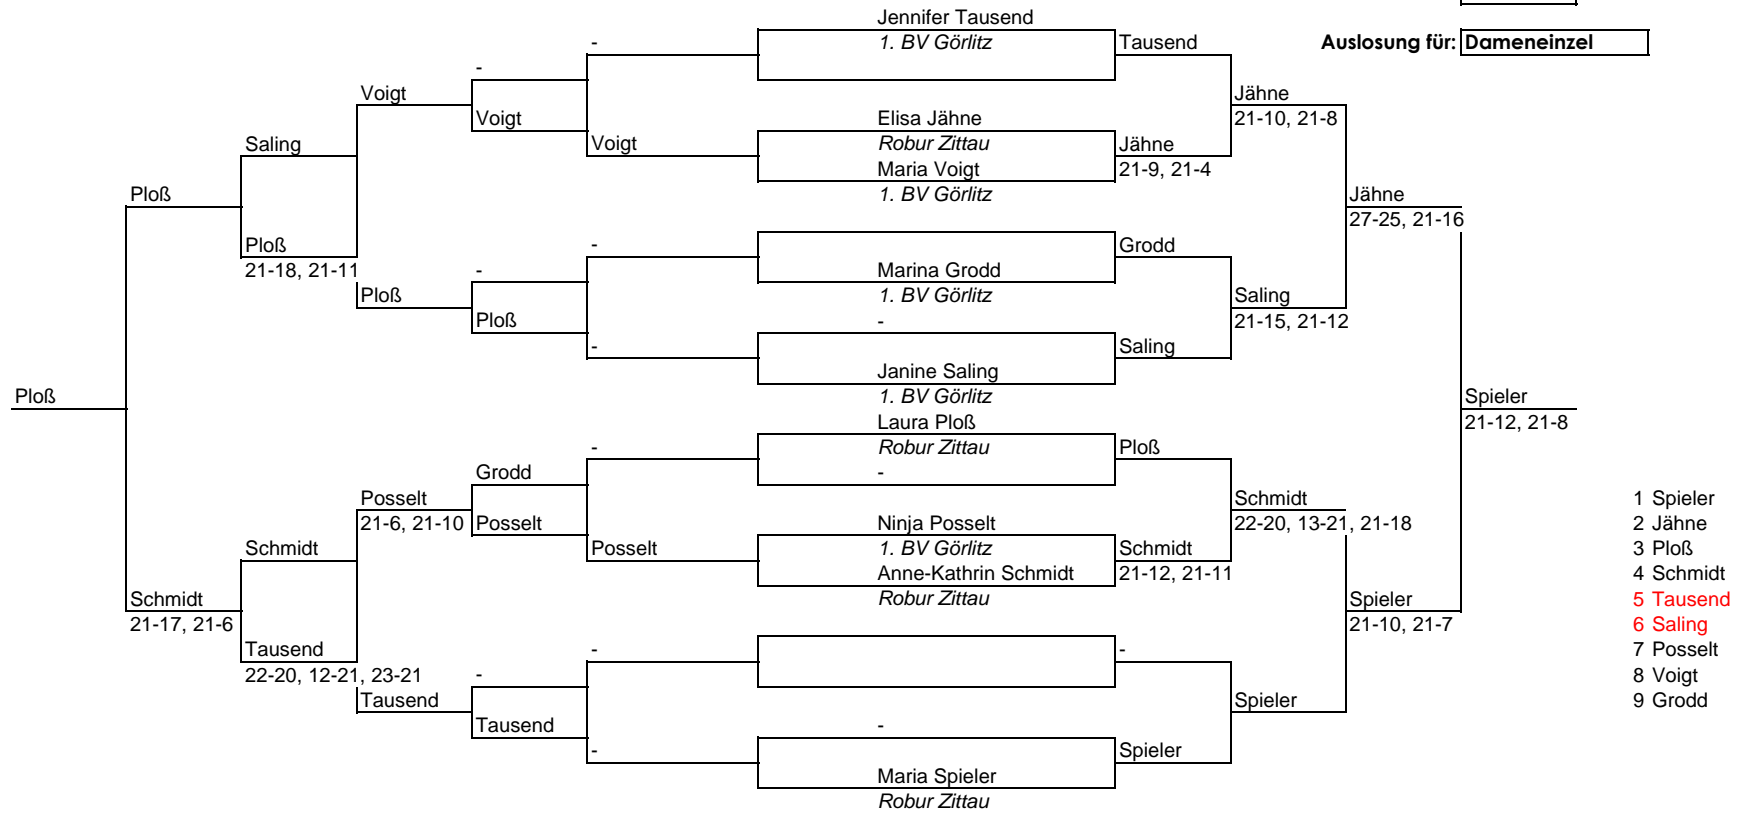 Jennifer Tausend
- 1. BV Görlitz Tausend Auslosung für: Dameneinzel
-
Voigt Jähne
Voigt Elisa Jähne 21-10, 21-8
Saling Voigt Robur Zittau Jähne
Maria Voigt 21-9, 21-4
Ploß 1. BV Görlitz Jähne
27-25, 21-16
Ploß - Grodd
21-18, 21-11 - Marina Grodd
Ploß 1. BV Görlitz Saling
Ploß - 21-15, 21-12
- Saling
Janine Saling
Ploß 1. BV Görlitz Spieler
Laura Ploß 21-12, 21-8
- Robur Zittau Ploß
Grodd -
Posselt Schmidt 1 Spieler
21-6, 21-10 Posselt Ninja Posselt 22-20, 13-21, 21-18 2 Jähne
Schmidt Posselt 1. BV Görlitz Schmidt 3 Ploß
Anne-Kathrin Schmidt 21-12, 21-11 4 Schmidt
Schmidt Robur Zittau Spieler 5 Tausend
21-17, 21-6 21-10, 21-7 6 Saling
Tausend - - 7 Posselt
22-20, 12-21, 23-21 - 8 Voigt
Tausend Spieler 9 Grodd
Tausend -
- Spieler
Maria Spieler
Robur Zittau